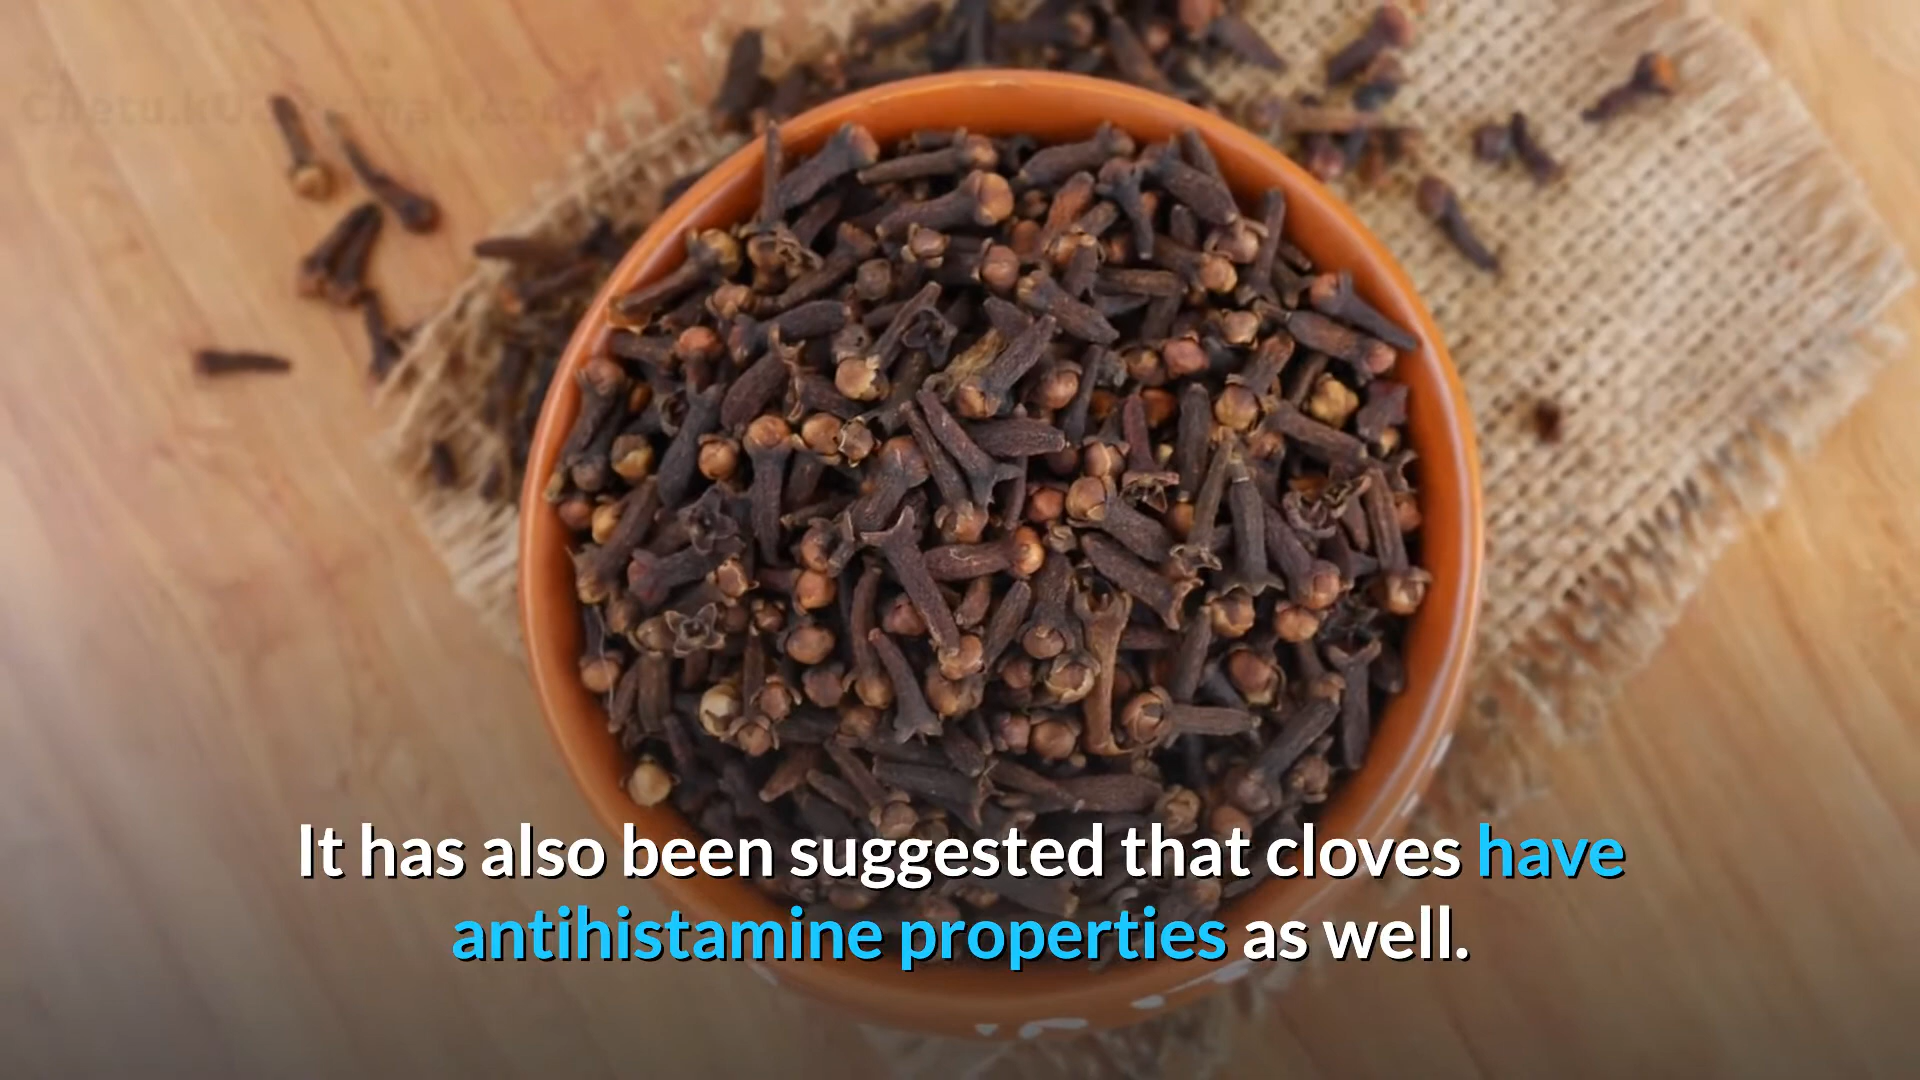 It has also been suggested that cloves have
antihistamine properties as well.